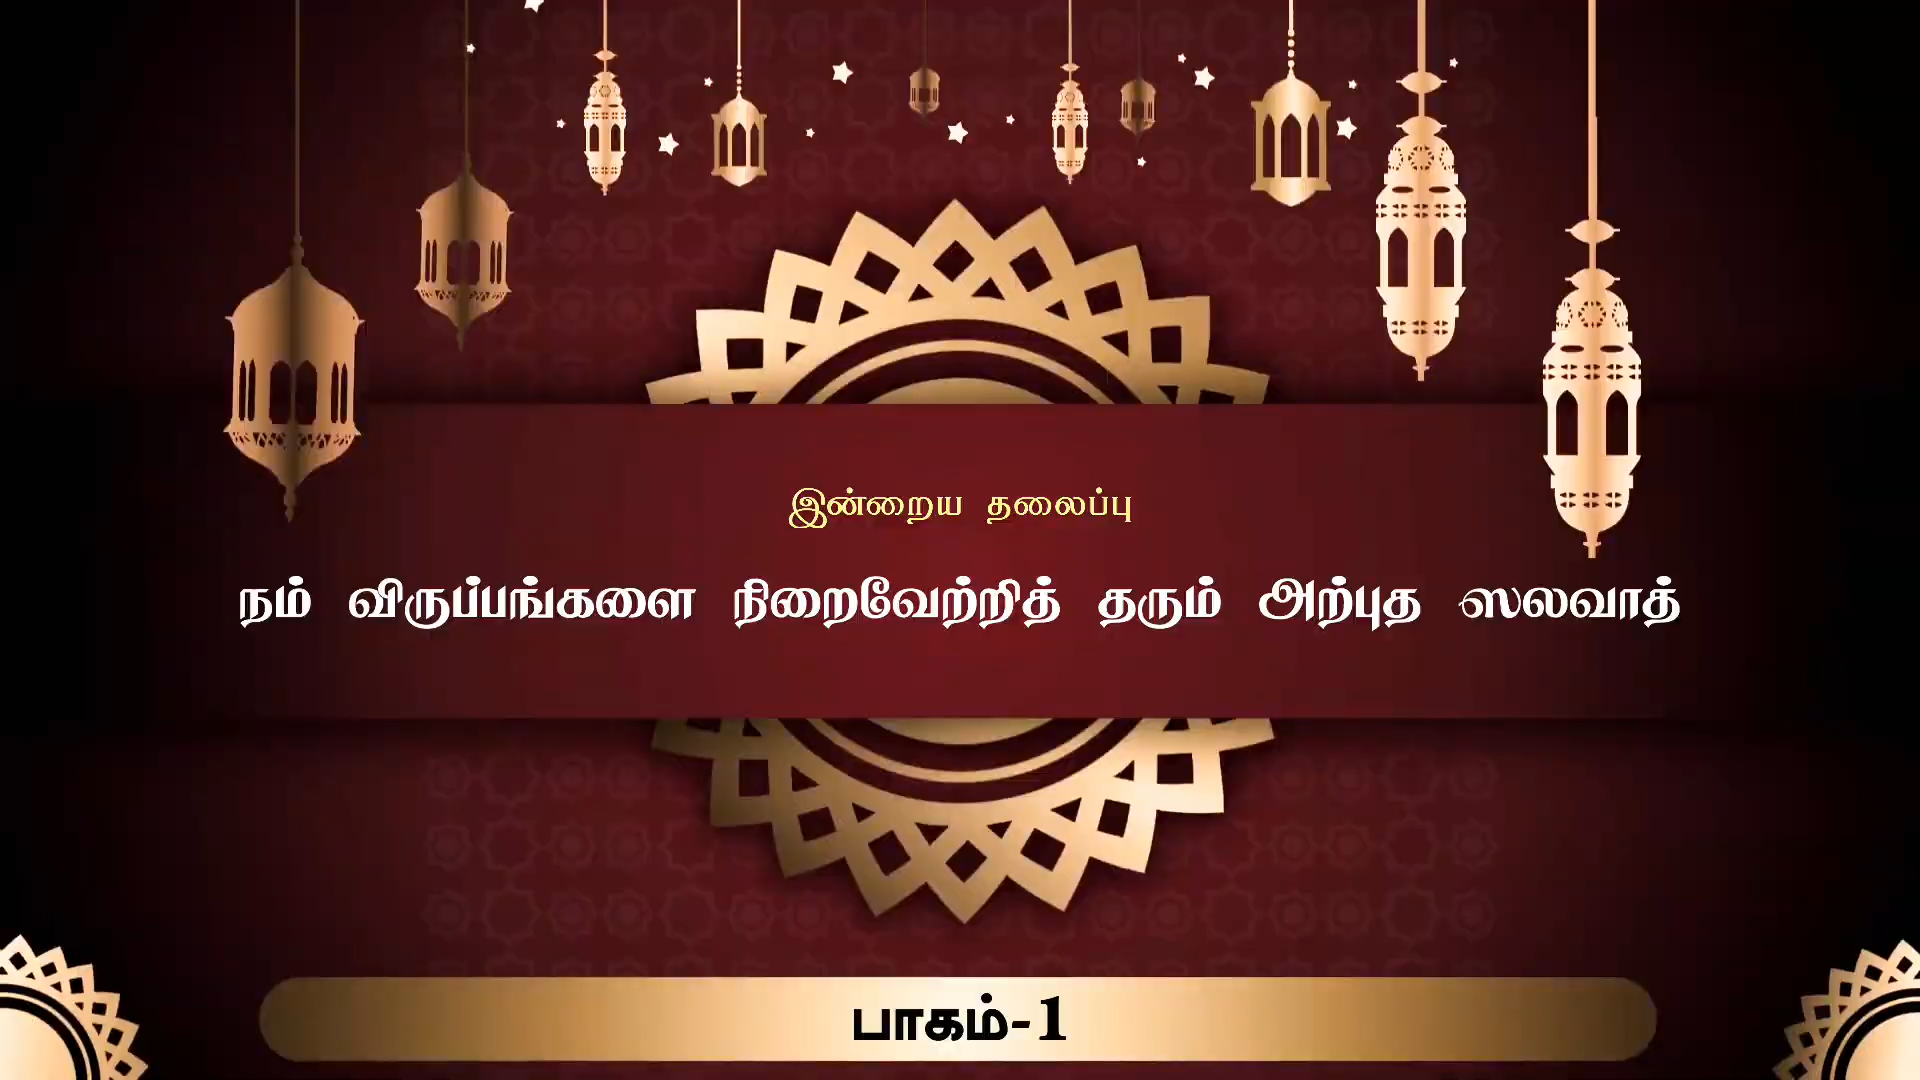 இன்றைய தலைப்பு
நம் விருப்பங்களை நிறைவேற்றித் தரும் அற்புத ஸலவாத்
பாகம்-1